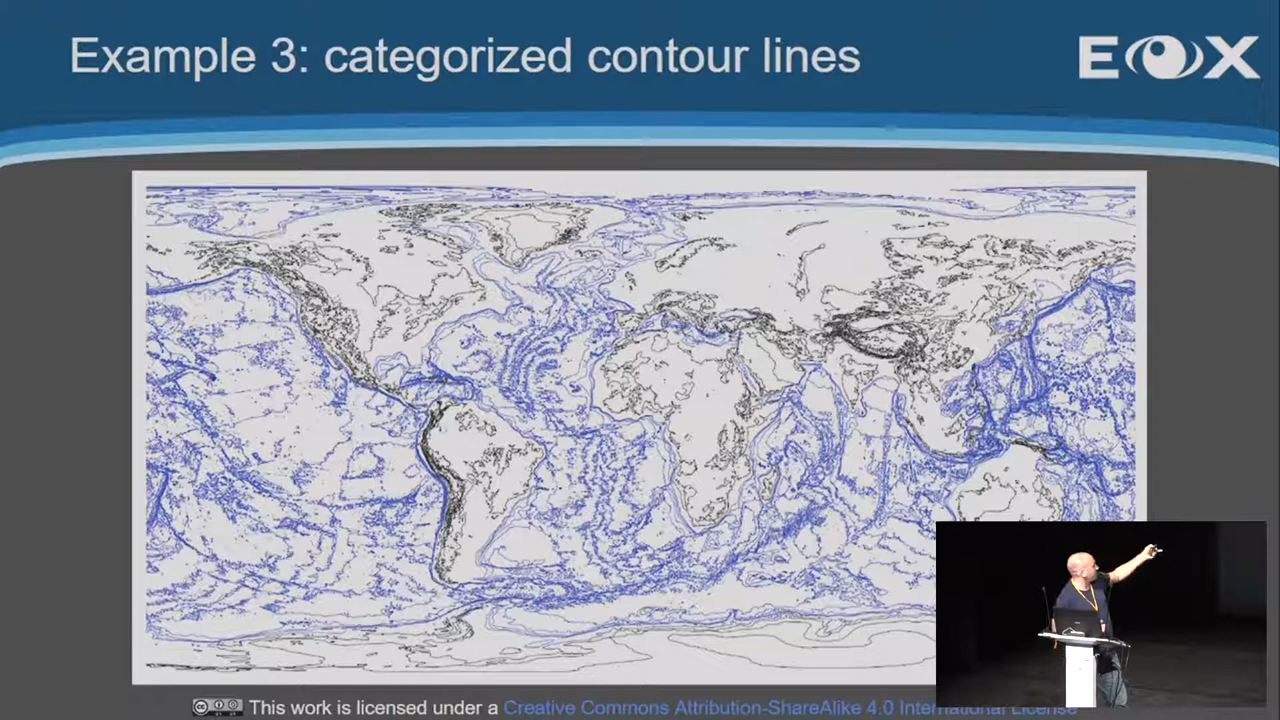 Example 3: categorized contour lines
EOX
This work is licensed under a Creative Commons Attribution-ShareAlike 4.0 International License